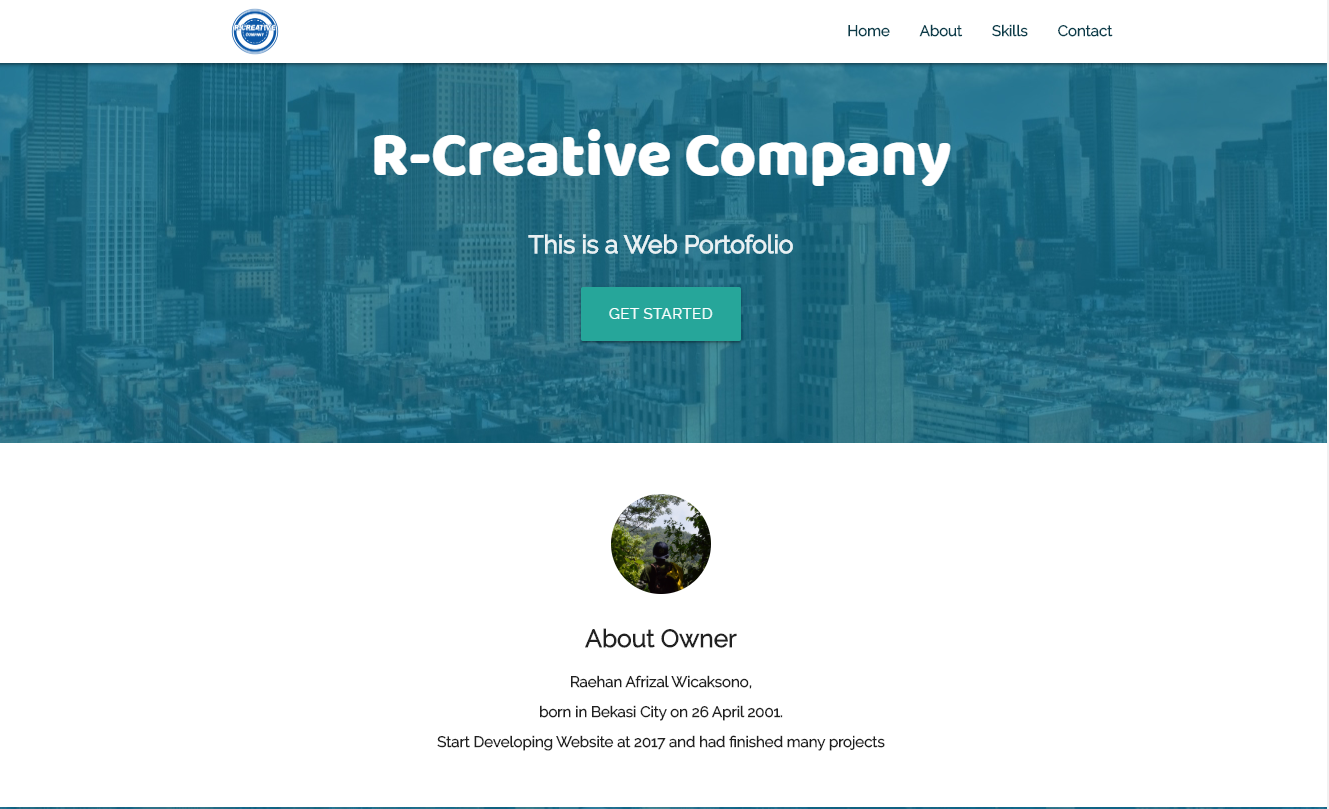 R-CREATIVE
COMPANY
Home About Skills Contact
R-Creative Company
This is a Web Portofolio
GET STARTED
About Owner
Raehan Afrizal Wicaksono,
born in Bekasi City on 26 April 2001.
Start Developing Website at 2017 and had finished many projects